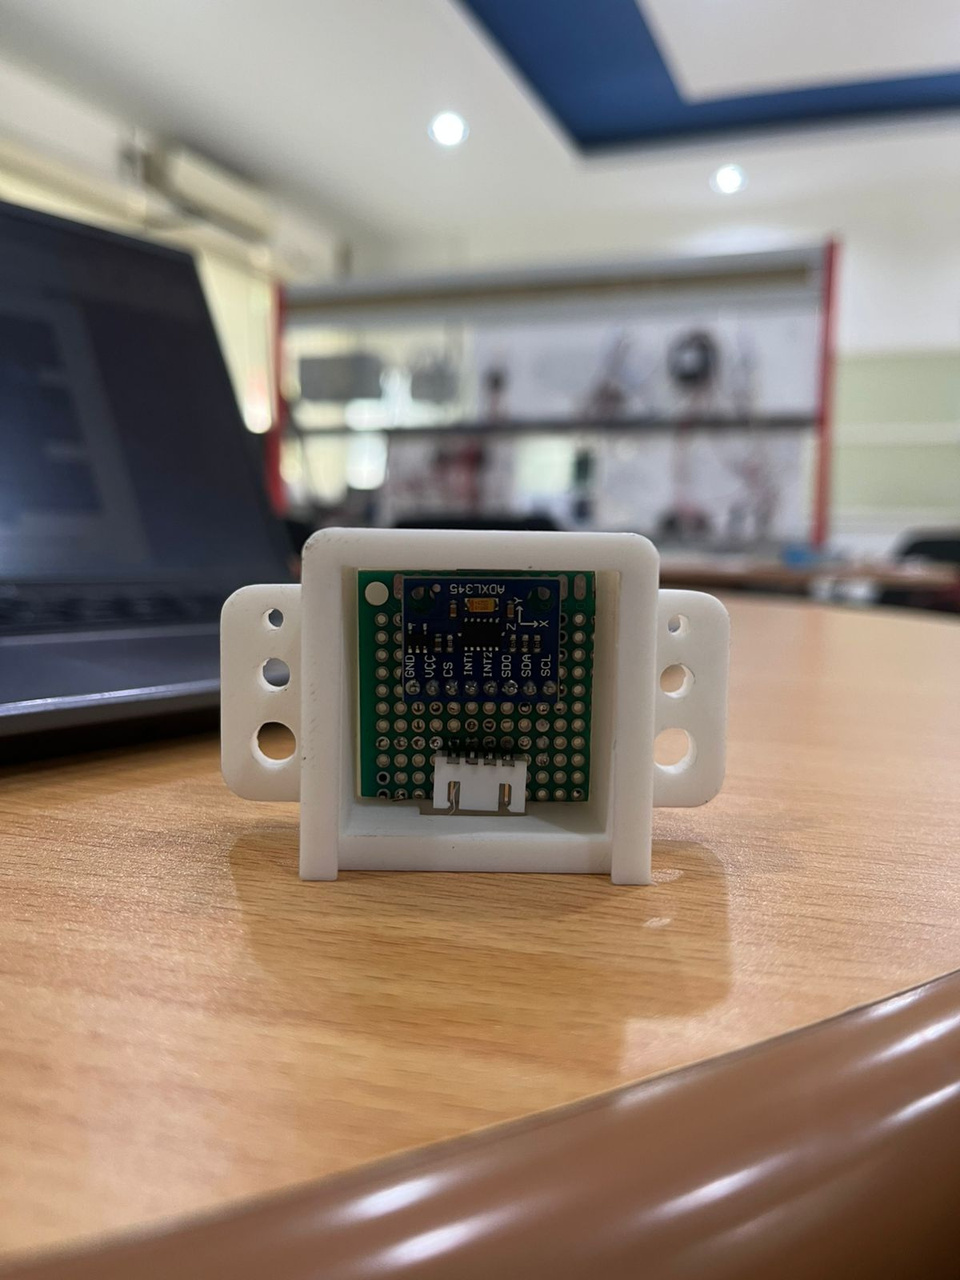 ADXL345
Y
X
Z
GND
VCC
CS
INT1
INT2
SDO
SDA
SCL